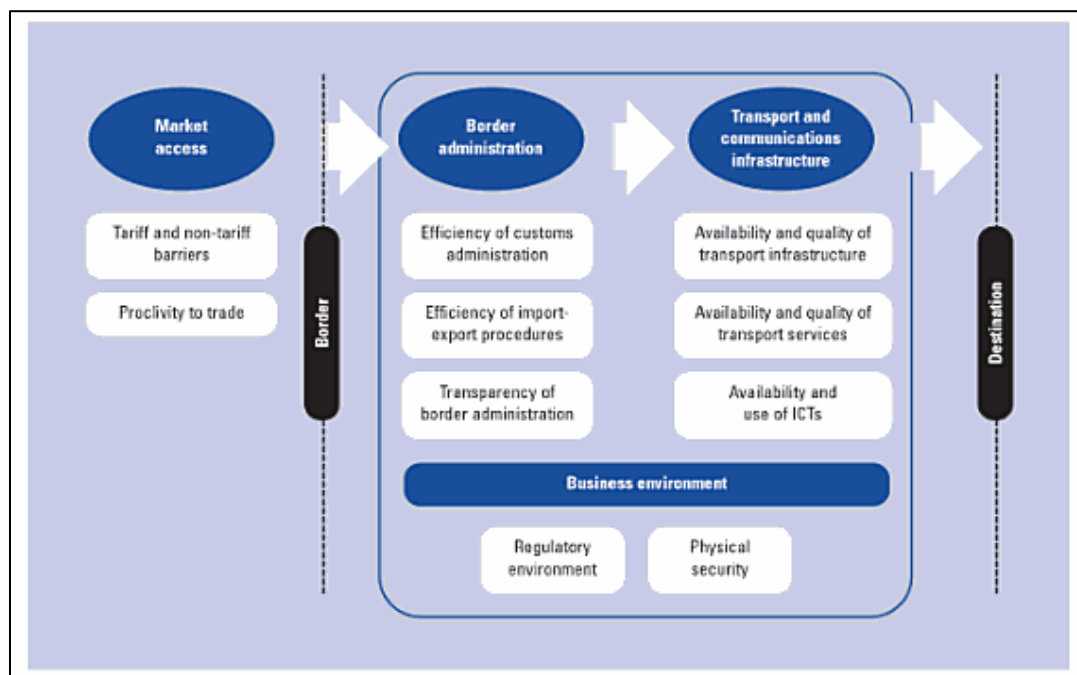 Market
access
Tariff and non-tariff
barriers
Proclivity to trade
Border
Border
administration
Efficiency of customs
administration
Efficiency of import-
export procedures
Transparency of
border administration
Transport and
communications
infrastructure
Availability and quality of
transport infrastructure
Availability and quality of
transport services
Availability and
use of ICTs
Business environment
Regulatory
environment
Physical
security
Destination